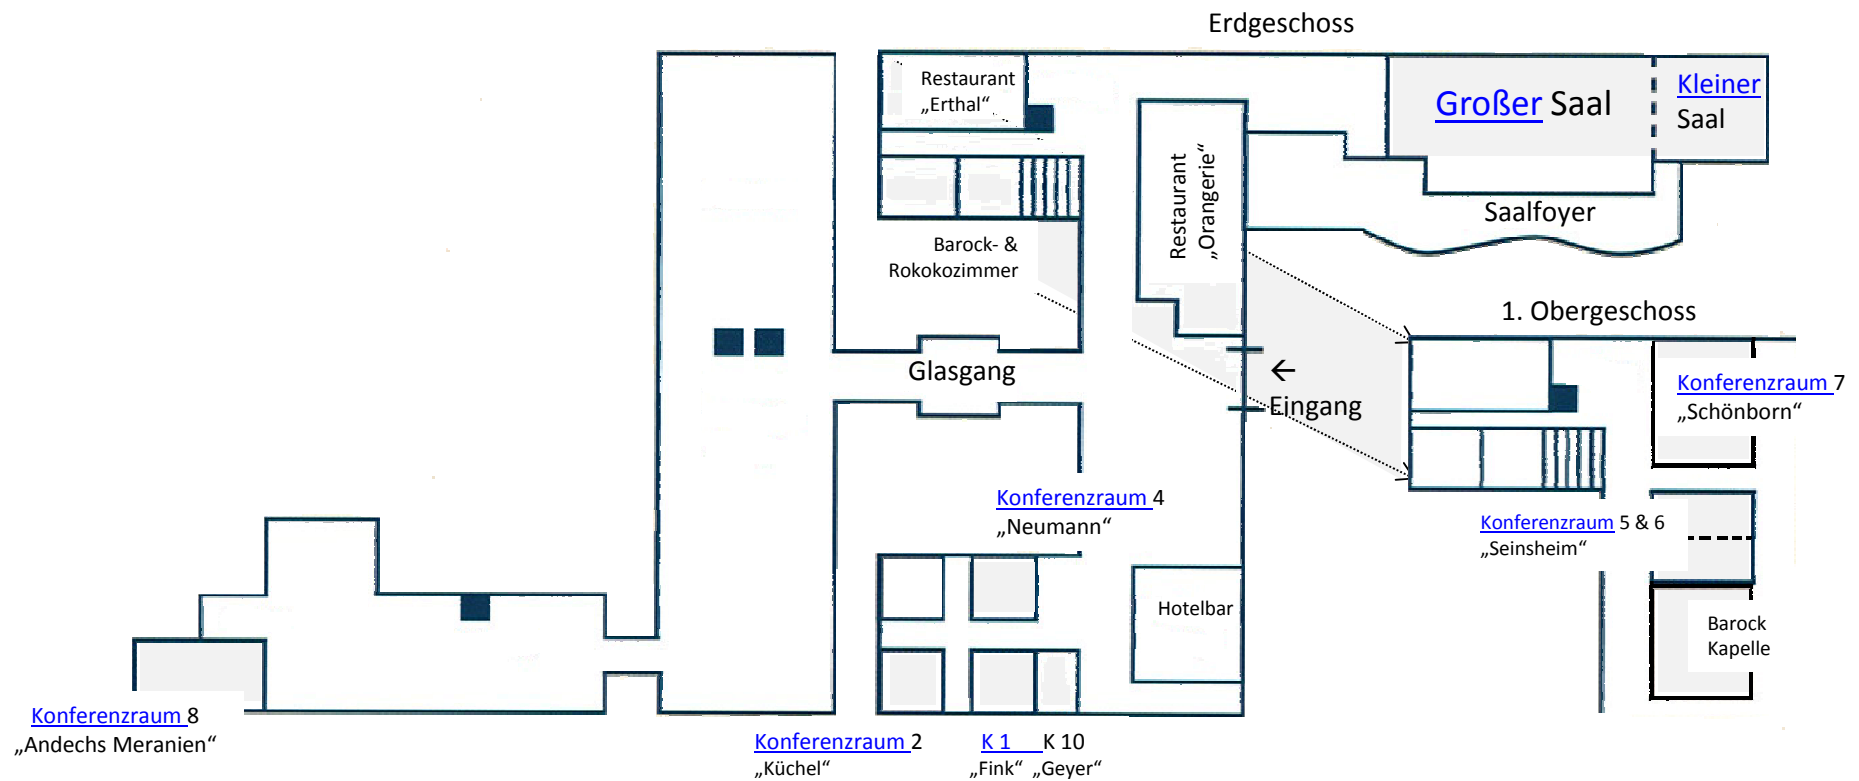 Erdgeschoss
Restaurant
„Erthal“
Großer Saal
Kleiner
Saal
Restaurant
„Orangerie“
Saalfoyer
Barock- &
Rokokozimmer
1. Obergeschoss
Glasgang
←
Eingang
Konferenzraum 7
„Schönborn“
Konferenzraum 4
„Neumann“
Konferenzraum 5 & 6
„Seinsheim“
Hotelbar
Barock
Kapelle
Konferenzraum 8
„Andechs Meranien“
Konferenzraum 2
„Küchel“
K 1 K 10
„Fink“ „Geyer“